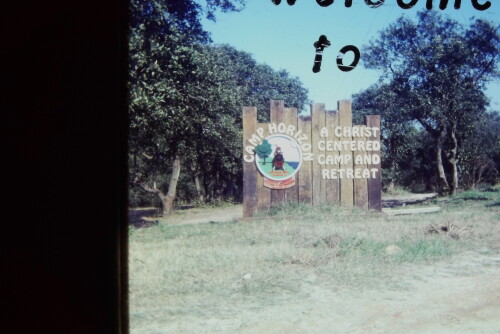 Welcome
to
CAMP HORIZON
A CHRIST
CENTERED
CAMP AND
RETREAT